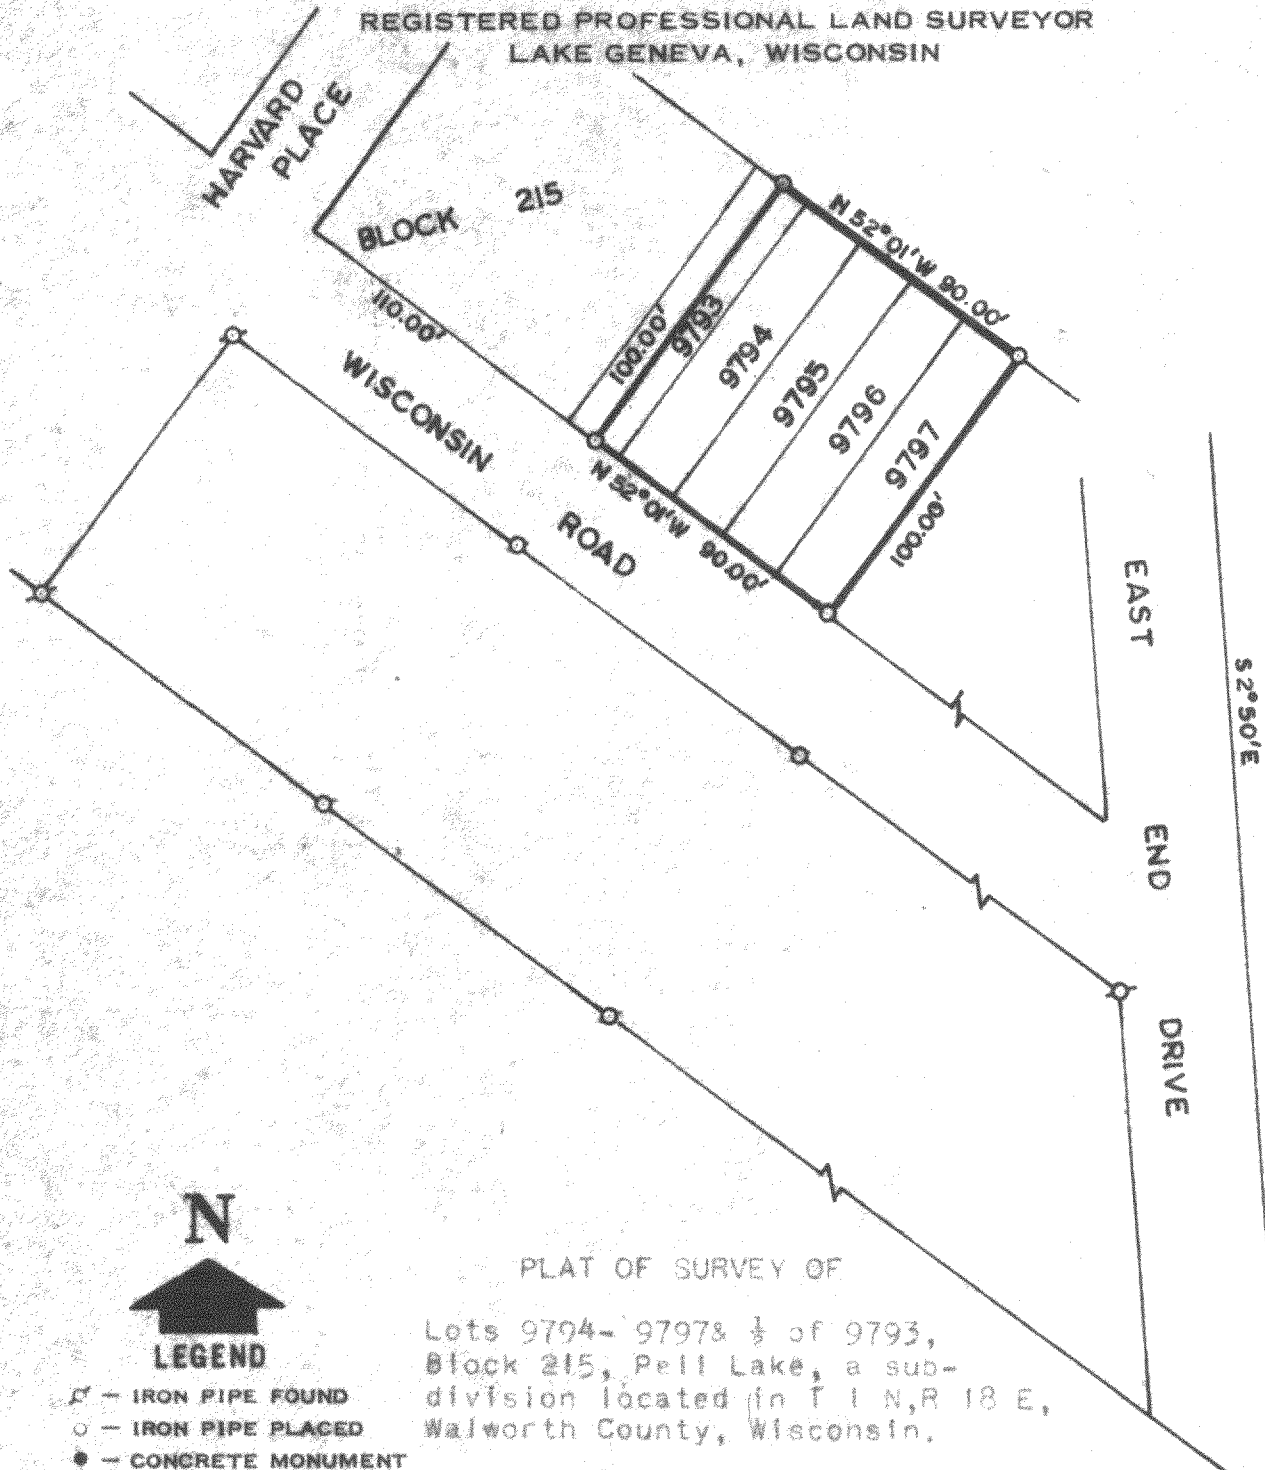 REGISTERED PROFESSIONAL LAND SURVEYOR
LAKE GENEVA, WISCONSIN
HARVARD
PLACE
BLOCK 215
110.00'
N 52°01'W 90.00'
100.00'
9793
9794
9795
9796
9797
100.00'
N 52°01'W 90.00'
WISCONSIN
ROAD
EAST
END
DRIVE
S 2°50'E
N
LEGEND
– IRON PIPE FOUND
– IRON PIPE PLACED
– CONCRETE MONUMENT
PLAT OF SURVEY OF
Lots 9794- 9797& ½ of 9793,
Block 215, Pell Lake, a sub-
division located in T 1 N,R 18 E,
Walworth County, Wisconsin.